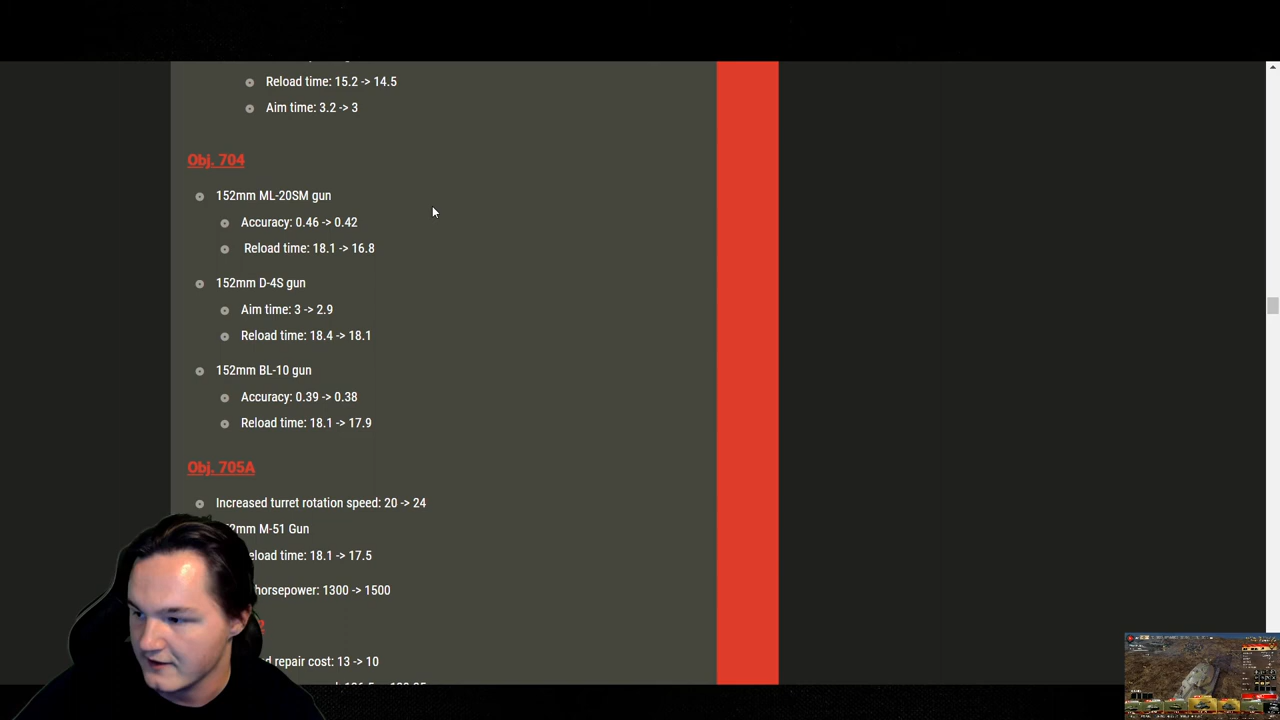 Reload time: 15.2 -> 14.5
Aim time: 3.2 -> 3
Obj. 704
152mm ML-20SM gun
Accuracy: 0.46 -> 0.42
Reload time: 18.1 -> 16.8
152mm D-4S gun
Aim time: 3 -> 2.9
Reload time: 18.4 -> 18.1
152mm BL-10 gun
Accuracy: 0.39 -> 0.38
Reload time: 18.1 -> 17.9
Obj. 705A
Increased turret rotation speed: 20 -> 24
M-51 Gun
time: 18.1 -> 17.5
horsepower: 1300 -> 1500
repair cost: 13 -> 10